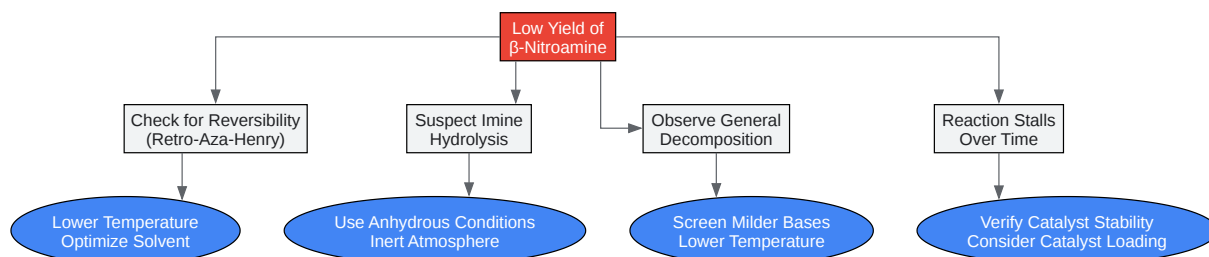 Low Yield of
β-Nitroamine
Check for Reversibility
(Retro-Aza-Henry)
Suspect Imine
Hydrolysis
Observe General
Decomposition
Reaction Stalls
Over Time
Lower Temperature
Optimize Solvent
Use Anhydrous Conditions
Inert Atmosphere
Screen Milder Bases
Lower Temperature
Verify Catalyst Stability
Consider Catalyst Loading